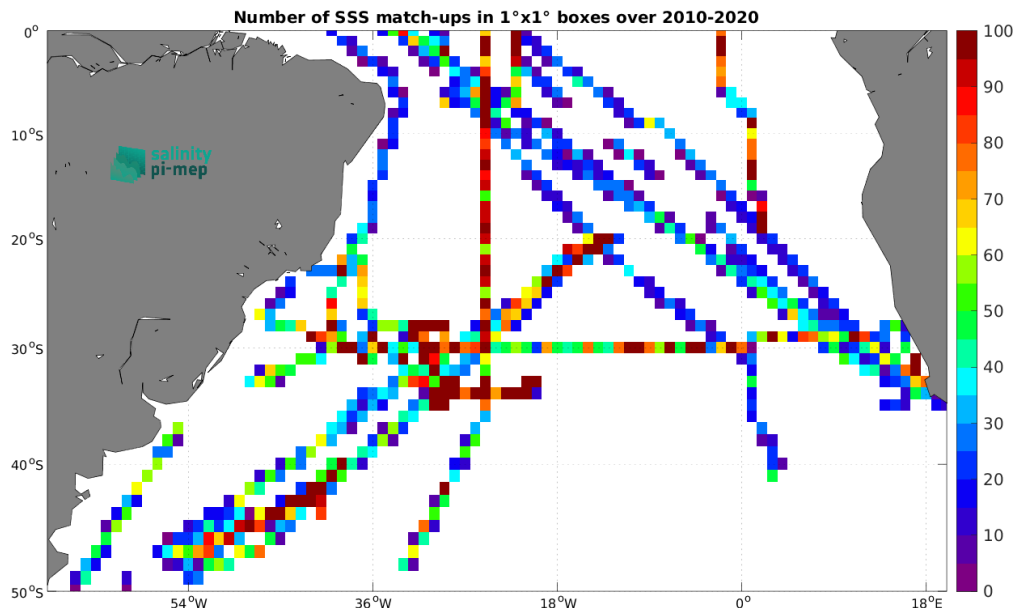 Number of SSS match-ups in 1°x1° boxes over 2010-2020
0°
10°S
20°S
30°S
40°S
50°S
salinity
pi-mep
54°W
36°W
18°W
0°
18°E
100
90
80
70
60
50
40
30
20
10
0